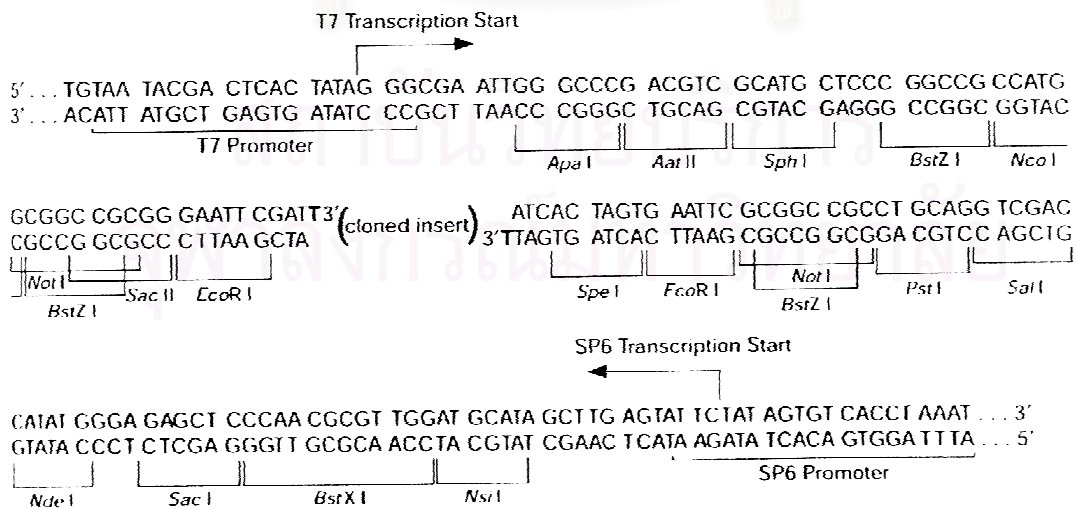 T7 Transcription Start
5′ . . . TGTAA TACGA CTCAC TATAG GGCGA ATTGG GCCCG ACGTC GCATG CTCCC GGCCG CCATG
3′ . . . ACATT ATGCT GAGTG ATATC CCGCT TAACC CGGGC TGCAG CGTAC GAGGG CCGGC GGTAC
T7 Promoter
Apa I Aat II Sph I BstZ I Nco I
GCGGC CGCGG GAATT CGATT3′ (cloned insert) ATCAC TAGTG AATTC GCGGC CGCCT GCAGG TCGAC
CGCCG GCGCC CTTAA GCTA 3′TTAGTG ATCAC TTAAG CGCCG GCGGA CGTCC AGCTG
Not I Sac II EcoR I Spe I EcoR I Not I Pst I Sal I
BstZ I BstZ I
SP6 Transcription Start
CATAT GGGA GAGCT CCCAA CGCGT TGGAT GCATA GCTTG AGTAT TCTAT AGTGT CACCT AAAT . . . 3′
GTATA CCCT CTCGA GGGTT GCGCA ACCTA CGTAT CGAAC TCATA AGATA TCACA GTGGA TTTA . . . 5′
Nde I Sac I BstX I Nsi I SP6 Promoter